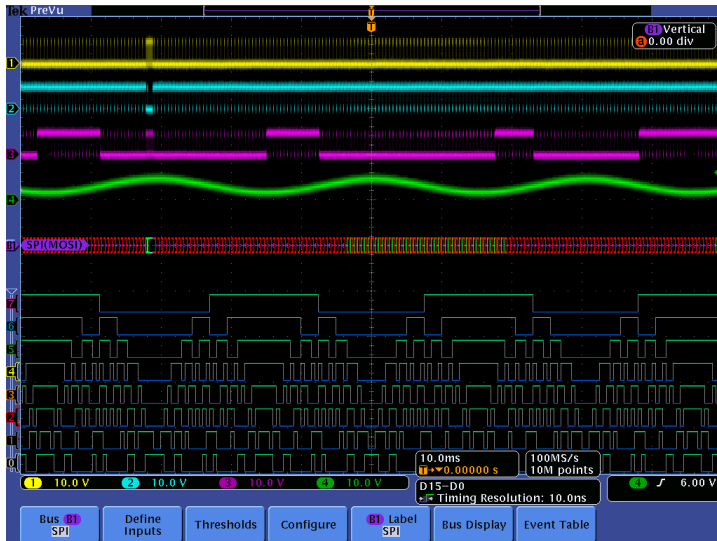 Tek PreVu
T
T
B1 Vertical
a 0.00 div
1
2
3
4
B1 SPI(MOSI)
7
6
5
4
3
2
1
0
10.0ms
T→▼0.00000 s
100MS/s
10M points
1 10.0 V 2 10.0 V 3 10.0 V 4 10.0 V
D15-D0
Timing Resolution: 10.0ns
4 6.00 V
Bus B1
SPI
Define
Inputs
Thresholds
Configure
B1 Label
SPI
Bus Display
Event Table